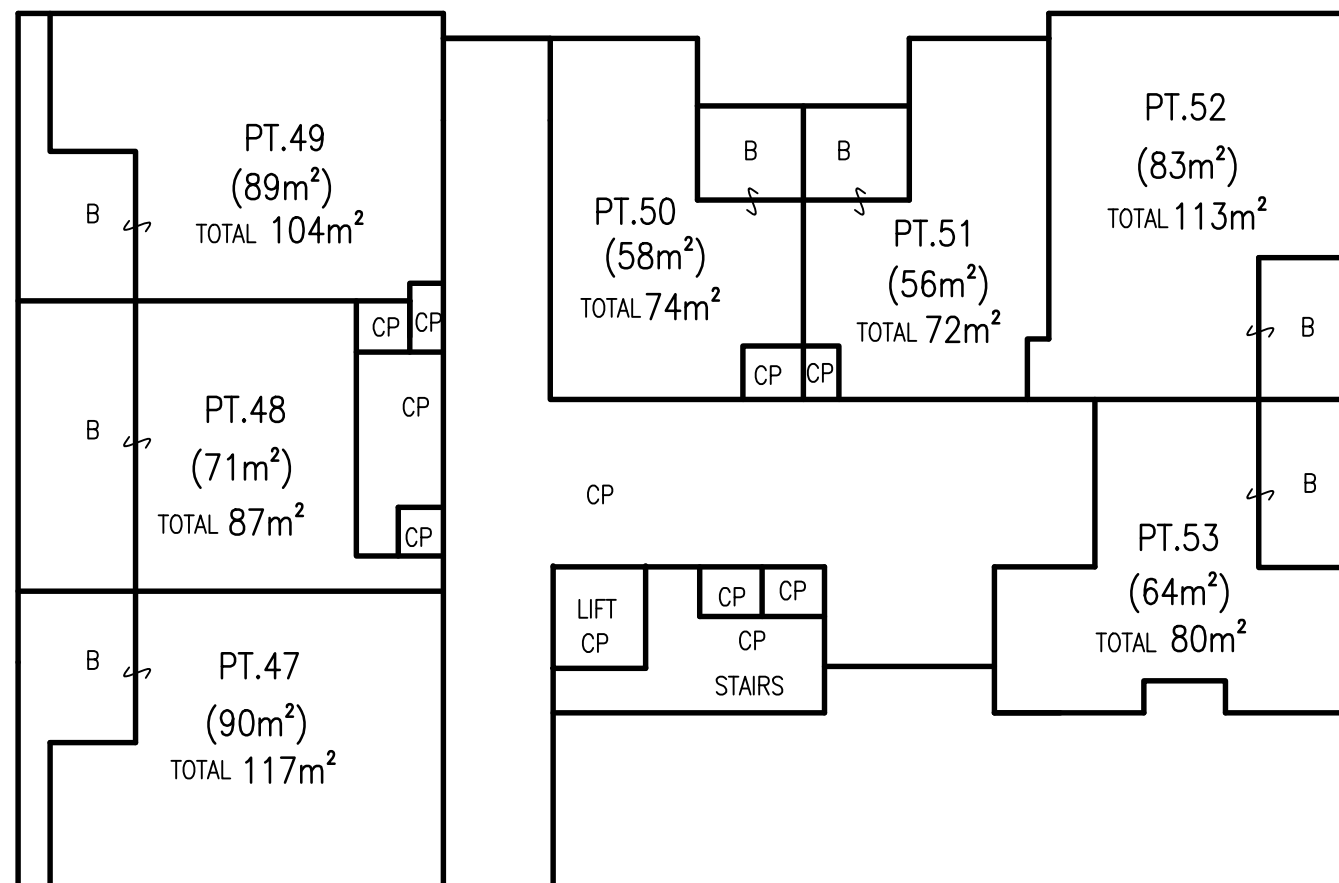 PT.49
(89m²)
TOTAL 104m²
B
PT.50
(58m²)
TOTAL 74m²
B
B
PT.51
(56m²)
TOTAL 72m²
PT.52
(83m²)
TOTAL 113m²
B
CP
CP
CP
CP
CP
PT.48
(71m²)
TOTAL 87m²
B
CP
CP
B
PT.53
(64m²)
TOTAL 80m²
LIFT
CP
CP
CP
CP
STAIRS
B
PT.47
(90m²)
TOTAL 117m²